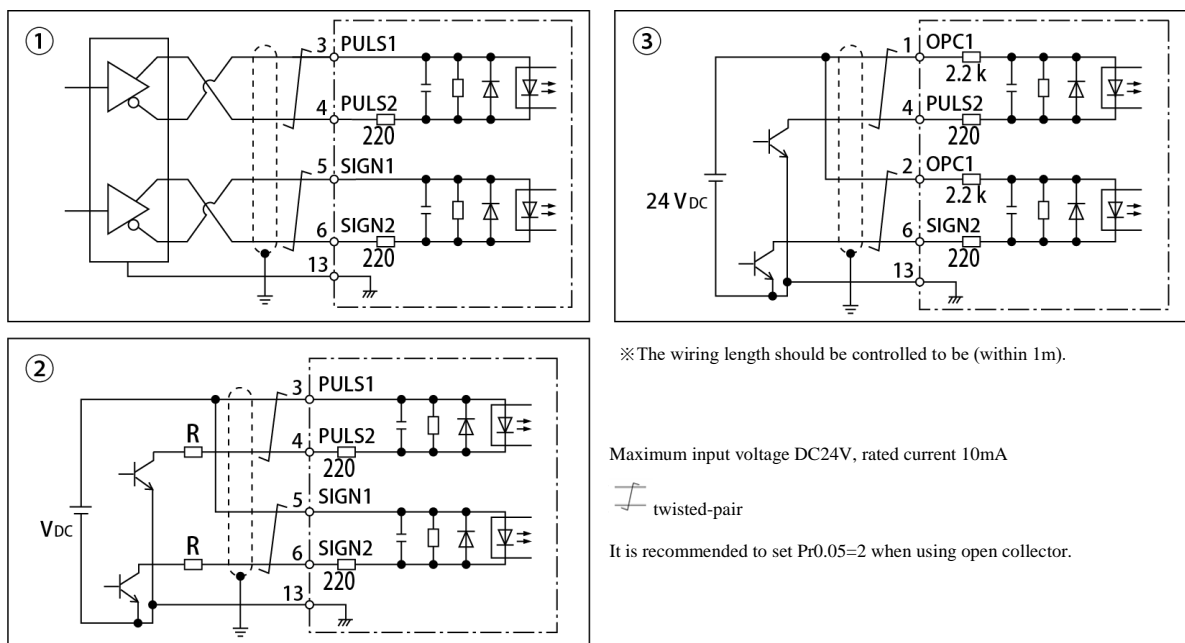 ①
3 PULS1
4 PULS2
220
5 SIGN1
6 SIGN2
220
13
③
1 OPC1
2.2 k
4 PULS2
220
2 OPC1
2.2 k
24 VDC
6 SIGN2
220
13
②
3 PULS1
R 4 PULS2
220
5 SIGN1
VDC
R 6 SIGN2
220
13
※The wiring length should be controlled to be (within 1m).
Maximum input voltage DC24V, rated current 10mA
twisted-pair
It is recommended to set Pr0.05=2 when using open collector.